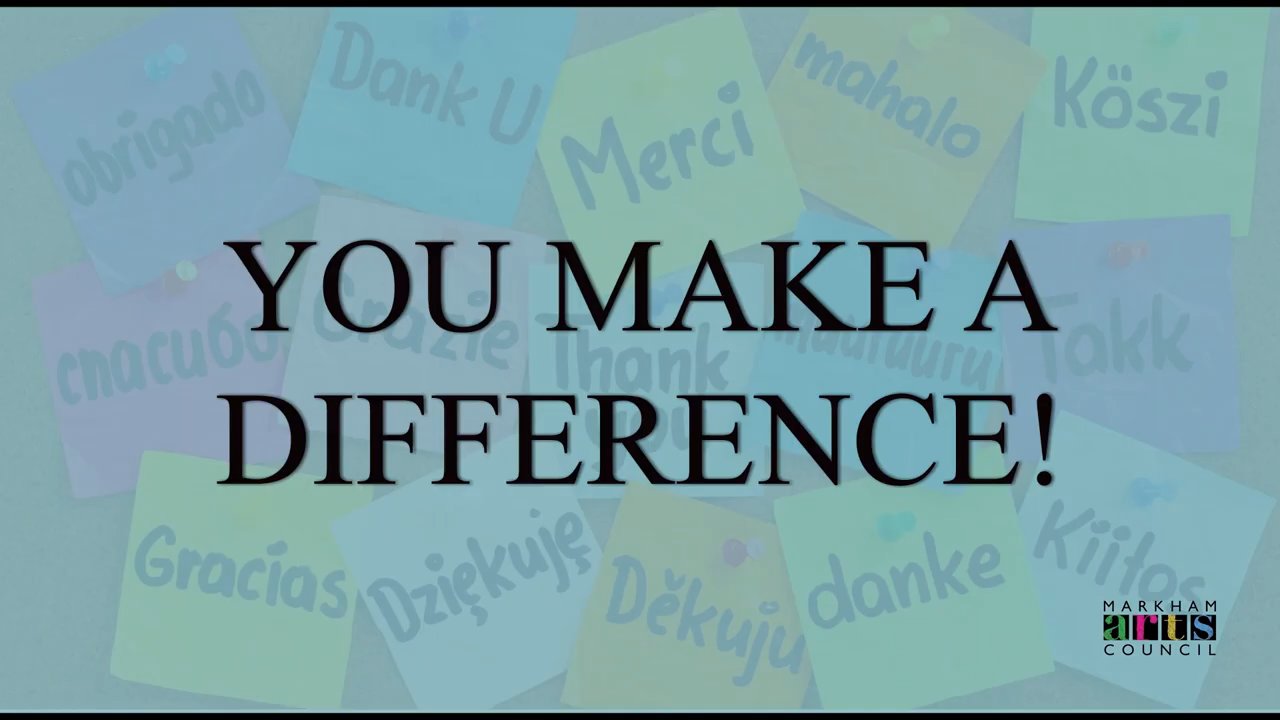 obrigado
Dank U
Merci
mahalo
Köszi
спасибо
Grazie
Thank
you
Takk
YOU MAKE A
DIFFERENCE!
Gracias
Dziękuję
Děkuju
danke
Kiitos
MARKHAM
arts
COUNCIL